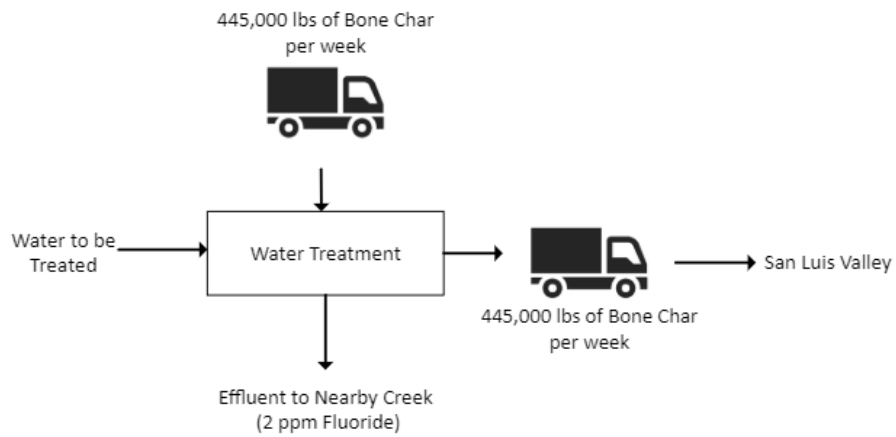 445,000 lbs of Bone Char
per week
Water to be
Treated
Water Treatment
San Luis Valley
445,000 lbs of Bone Char
per week
Effluent to Nearby Creek
(2 ppm Fluoride)